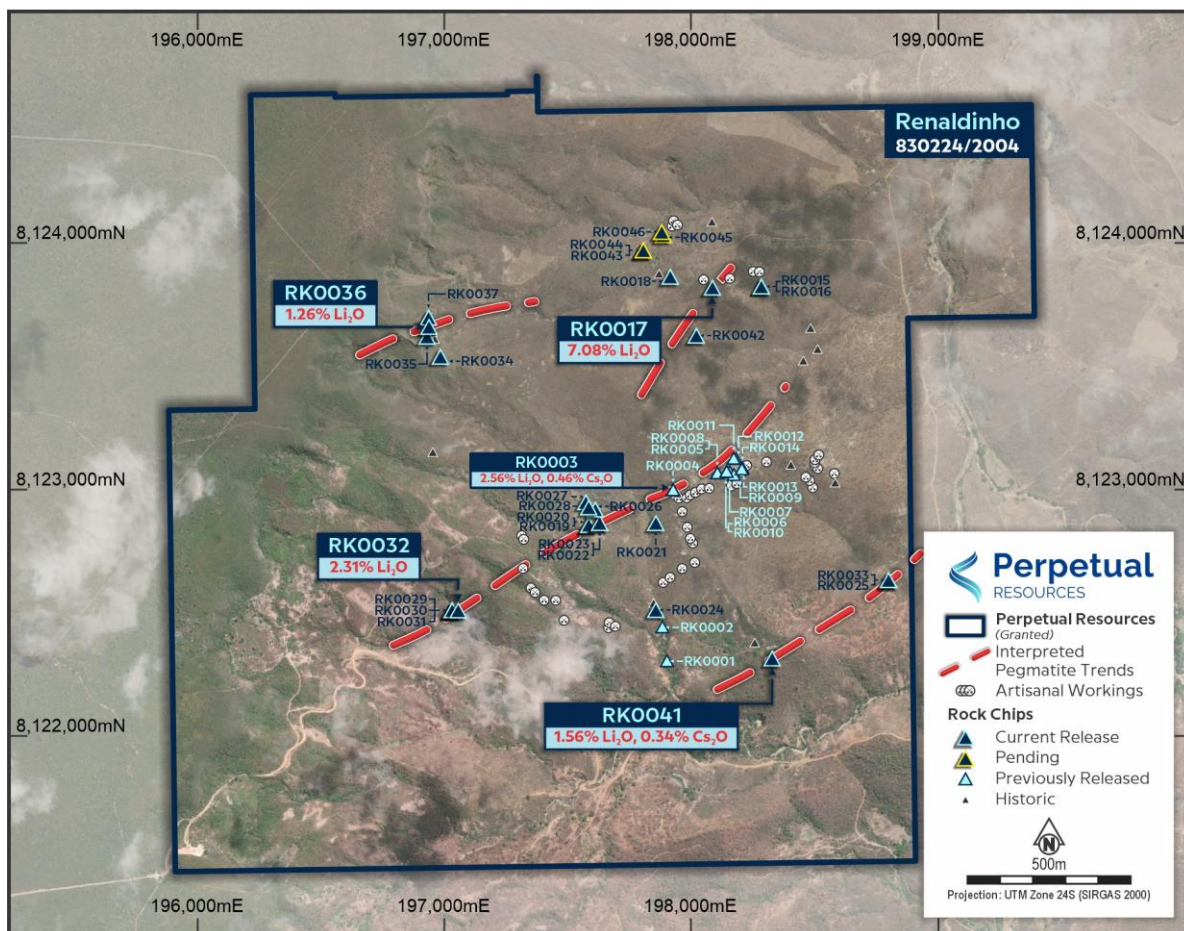 196,000mE
197,000mE
198,000mE
199,000mE
Renaldinho
830224/2004
8,124,000mN
8,124,000mN
RK0046
RK0045
RK0044
RK0043
RK0018
RK0015
RK0016
RK0036
1.26% Li₂O
RK0037
RK0017
7.08% Li₂O
RK0042
RK0035
RK0034
RK0011
RK0008
RK0005
RK0012
RK0014
RK0004
RK0003
2.56% Li₂O, 0.46% Cs₂O
8,123,000mN
8,123,000mN
RK0013
RK0009
RK0007
RK0006
RK0010
RK0027
RK0028
RK0026
RK0020
RK0019
RK0023
RK0022
RK0021
RK0032
2.31% Li₂O
RK0029
RK0030
RK0031
RK0033
RK0025
RK0024
RK0002
RK0001
RK0041
1.56% Li₂O, 0.34% Cs₂O
8,122,000mN
196,000mE
197,000mE
198,000mE
Perpetual
RESOURCES
Perpetual Resources
(Granted)
Interpreted
Pegmatite Trends
Artisanal Workings
Rock Chips
Current Release
Pending
Previously Released
Historic
N
500m
Projection: UTM Zone 24S (SIRGAS 2000)